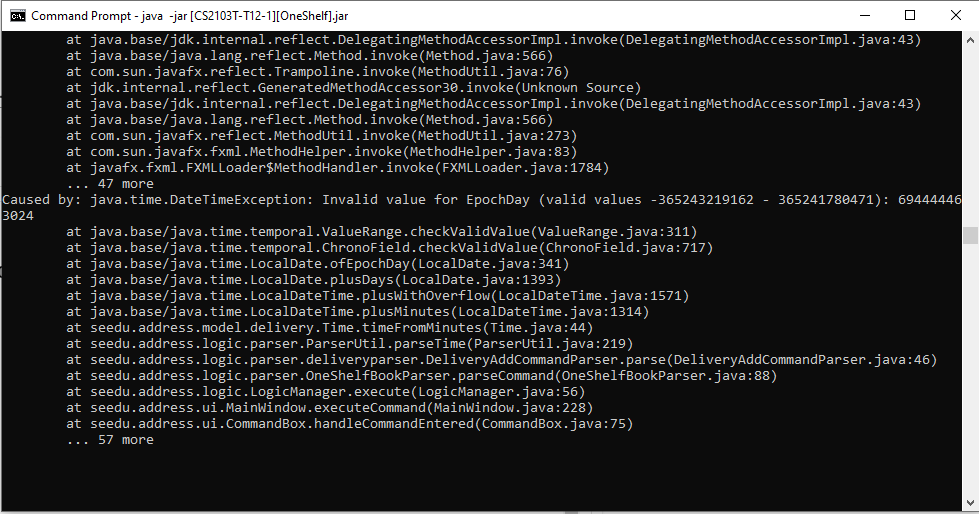 Command Prompt - java -jar [CS2103T-T12-1][OneShelf].jar
at java.base/jdk.internal.reflect.DelegatingMethodAccessorImpl.invoke(DelegatingMethodAccessorImpl.java:43)
at java.base/java.lang.reflect.Method.invoke(Method.java:566)
at com.sun.javafx.reflect.Trampoline.invoke(MethodUtil.java:76)
at jdk.internal.reflect.GeneratedMethodAccessor30.invoke(Unknown Source)
at java.base/jdk.internal.reflect.DelegatingMethodAccessorImpl.invoke(DelegatingMethodAccessorImpl.java:43)
at java.base/java.lang.reflect.Method.invoke(Method.java:566)
at com.sun.javafx.reflect.MethodUtil.invoke(MethodUtil.java:273)
at com.sun.javafx.fxml.MethodHelper.invoke(MethodHelper.java:83)
at javafx.fxml.FXMLLoader$MethodHandler.invoke(FXMLLoader.java:1784)
... 47 more
Caused by: java.time.DateTimeException: Invalid value for EpochDay (valid values -365243219162 - 365241780471): 69444446
3024
at java.base/java.time.temporal.ValueRange.checkValidValue(ValueRange.java:311)
at java.base/java.time.temporal.ChronoField.checkValidValue(ChronoField.java:717)
at java.base/java.time.LocalDate.ofEpochDay(LocalDate.java:341)
at java.base/java.time.LocalDate.plusDays(LocalDate.java:1393)
at java.base/java.time.LocalDateTime.plusWithOverflow(LocalDateTime.java:1571)
at java.base/java.time.LocalDateTime.plusMinutes(LocalDateTime.java:1314)
at seedu.address.model.delivery.Time.timeFromMinutes(Time.java:44)
at seedu.address.logic.parser.ParserUtil.parseTime(ParserUtil.java:219)
at seedu.address.logic.parser.deliveryparser.DeliveryAddCommandParser.parse(DeliveryAddCommandParser.java:46)
at seedu.address.logic.parser.OneShelfBookParser.parseCommand(OneShelfBookParser.java:88)
at seedu.address.logic.LogicManager.execute(LogicManager.java:56)
at seedu.address.ui.MainWindow.executeCommand(MainWindow.java:228)
at seedu.address.ui.CommandBox.handleCommandEntered(CommandBox.java:75)
... 57 more